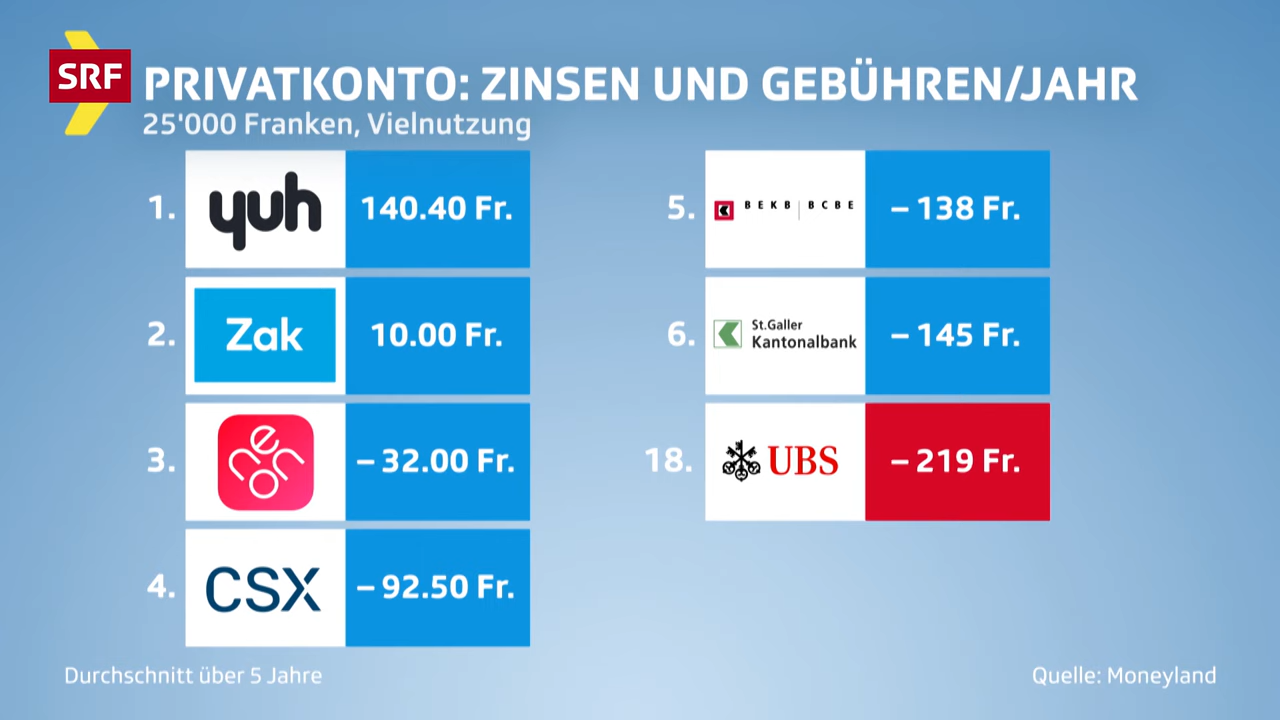 SRF
PRIVATKONTO: ZINSEN UND GEBÜHREN/JAHR
25'000 Franken, Vielnutzung
1. yuh 140.40 Fr.
2. Zak 10.00 Fr.
3. neon – 32.00 Fr.
4. CSX – 92.50 Fr.
5. BEKB | BCBE – 138 Fr.
6. St.Galler
Kantonalbank – 145 Fr.
18. UBS – 219 Fr.
Durchschnitt über 5 Jahre
Quelle: Moneyland